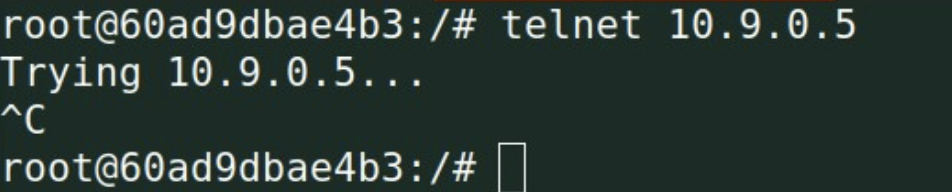 root@60ad9dbae4b3:/# telnet 10.9.0.5
Trying 10.9.0.5...
^C
root@60ad9dbae4b3:/#